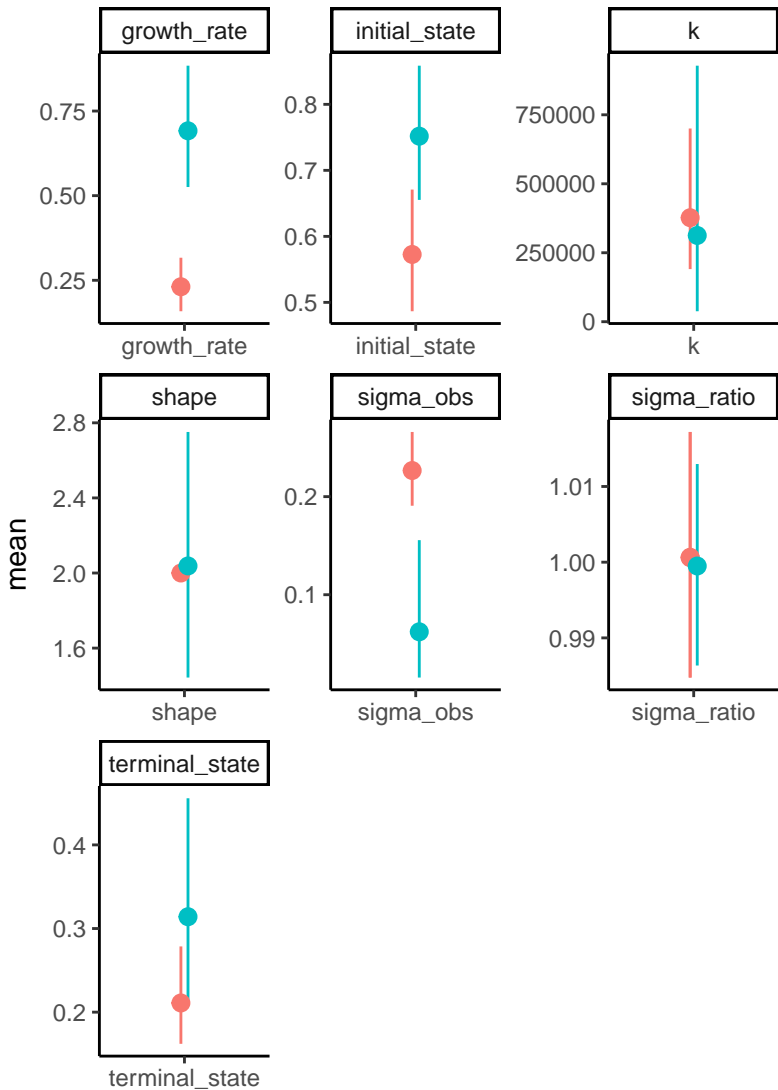 growth_rate
initial_state
k
0.75
0.50
0.25
growth_rate
0.8
0.7
0.6
0.5
initial_state
750000
500000
250000
0
k
shape
sigma_obs
sigma_ratio
2.8
2.4
2.0
1.6
shape
0.2
0.1
sigma_obs
1.01
1.00
0.99
sigma_ratio
mean
terminal_state
0.4
0.3
0.2
terminal_state